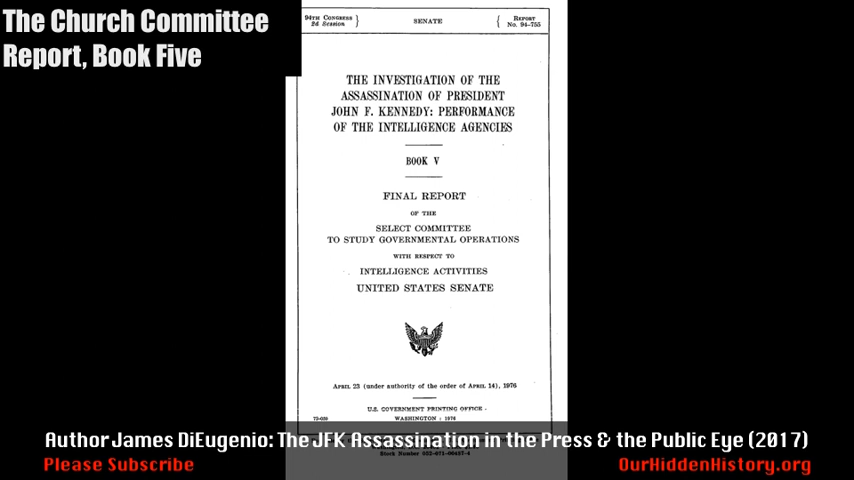 The Church Committee
Report, Book Five
94TH CONGRESS
2d Session
SENATE
REPORT
No. 94-755
THE INVESTIGATION OF THE
ASSASSINATION OF PRESIDENT
JOHN F. KENNEDY: PERFORMANCE
OF THE INTELLIGENCE AGENCIES
BOOK V
FINAL REPORT
OF THE
SELECT COMMITTEE
TO STUDY GOVERNMENTAL OPERATIONS
WITH RESPECT TO
INTELLIGENCE ACTIVITIES
UNITED STATES SENATE
APRIL 23 (under authority of the order of APRIL 14), 1976
U.S. GOVERNMENT PRINTING OFFICE
WASHINGTON : 1976
Author James DiEugenio: The JFK Assassination in the Press & the Public Eye (2017)
Please Subscribe
OurHiddenHistory.org